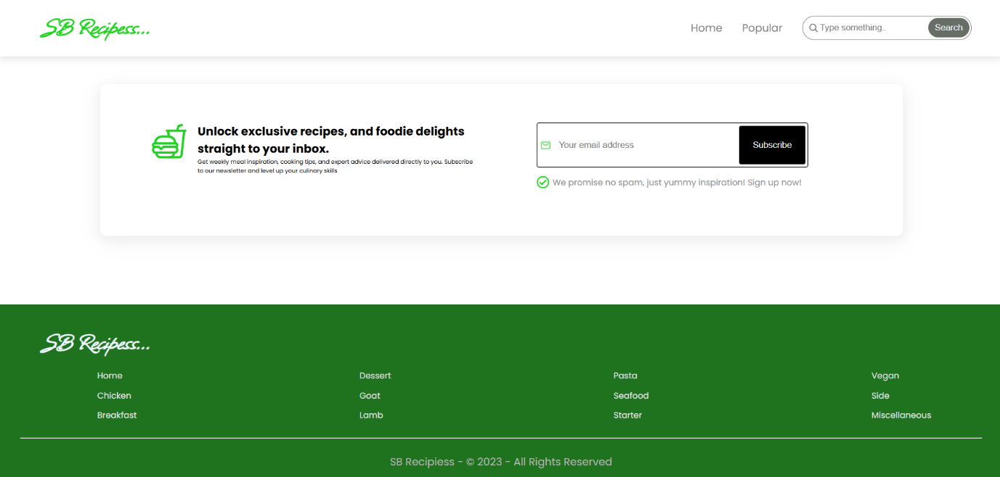 SB Recipess...
Home
Popular
Type something..
Search
Unlock exclusive recipes, and foodie delights
straight to your inbox.
Get weekly meal inspiration, cooking tips, and expert advice delivered directly to you. Subscribe
to our newsletter and level up your culinary skills
Your email address
Subscribe
We promise no spam, just yummy inspiration! Sign up now!
SB Recipess...
Home
Dessert
Pasta
Vegan
Chicken
Goat
Seafood
Side
Breakfast
Lamb
Starter
Miscellaneous
SB Recipiess - © 2023 - All Rights Reserved